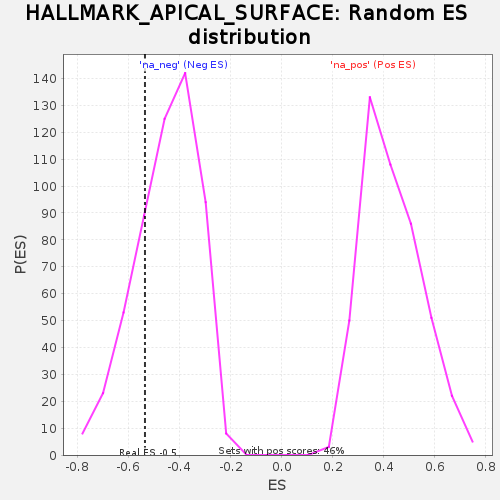 HALLMARK_APICAL_SURFACE: Random ES
distribution
'na_neg' (Neg ES)
'na_pos' (Pos ES)
140
130
120
110
100
90
80
70
60
50
40
30
20
10
0
P(ES)
Real ES -0.5
Sets with pos scores: 46%
-0.8 -0.6 -0.4 -0.2 0.0 0.2 0.4 0.6 0.8
ES